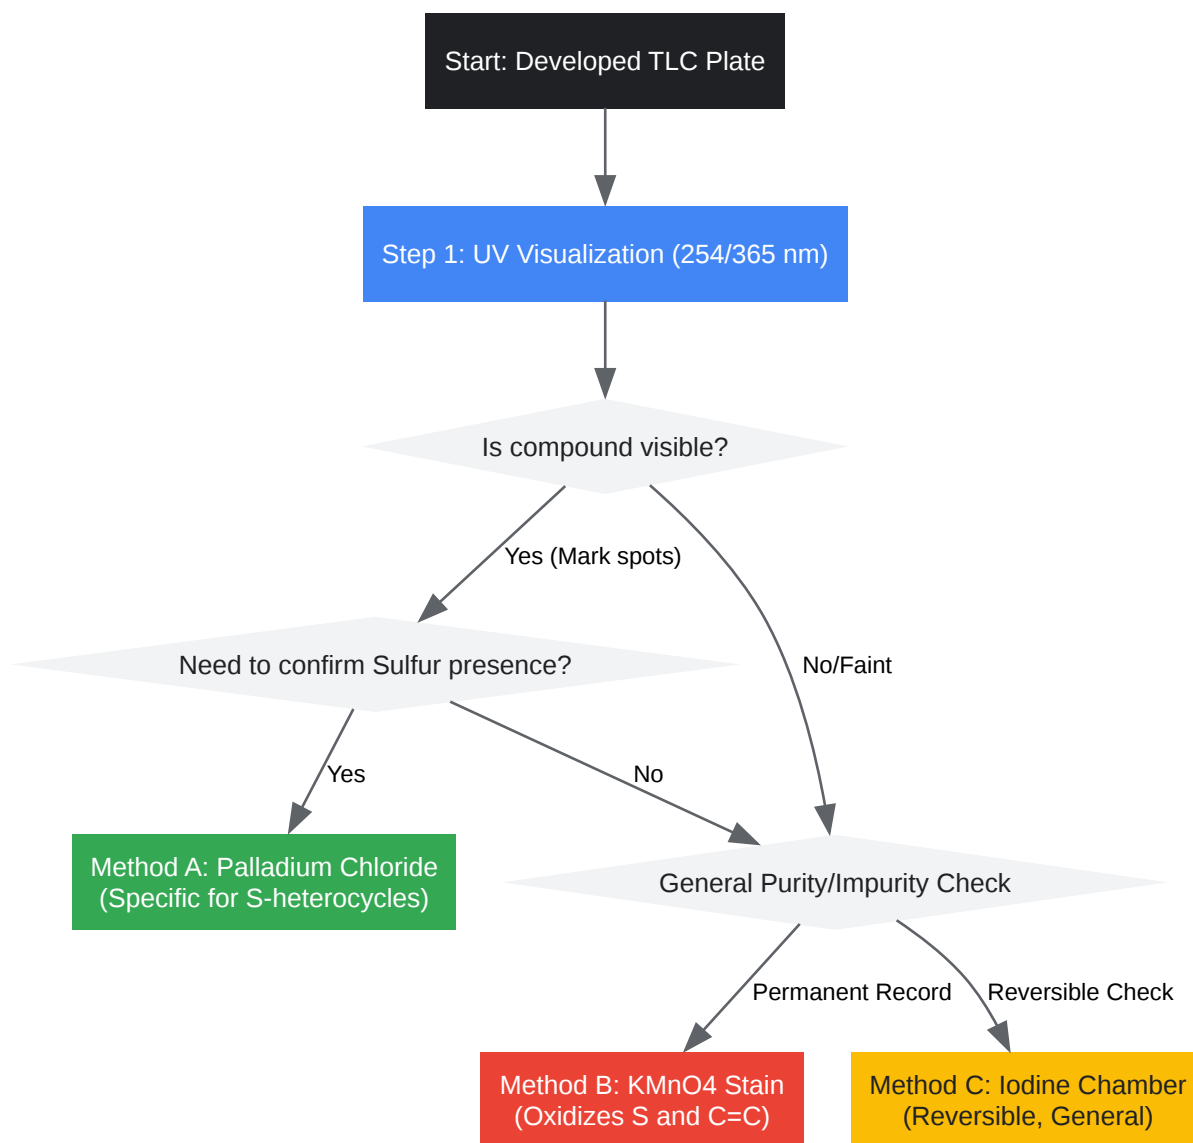 Start: Developed TLC Plate
Step 1: UV Visualization (254/365 nm)
Is compound visible?
Yes (Mark spots)
Need to confirm Sulfur presence?
No/Faint
Yes
No
Method A: Palladium Chloride
(Specific for S-heterocycles)
General Purity/Impurity Check
Permanent Record
Reversible Check
Method B: KMnO4 Stain
(Oxidizes S and C=C)
Method C: Iodine Chamber
(Reversible, General)